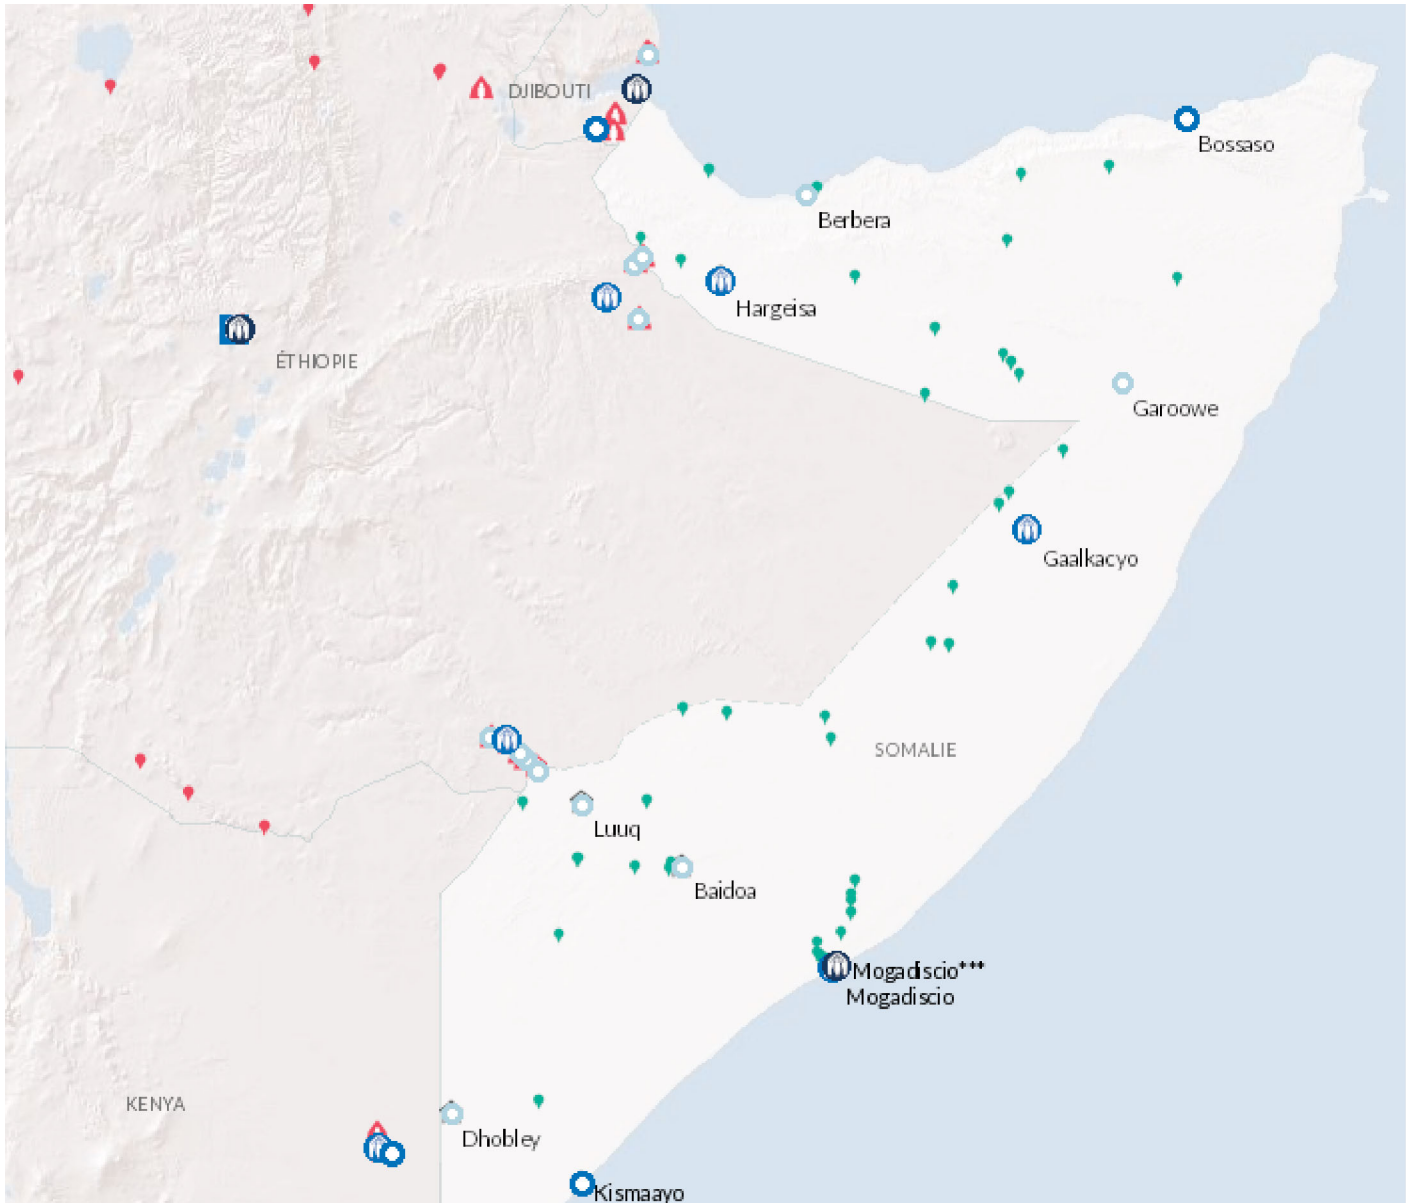 DJIBOUTI
Bossaso
Berbera
Hargeisa
ÉTHIOPIE
Garoowe
Gaalkacyo
SOMALIE
Luuq
Baidoa
Mogadiscio***
Mogadiscio
KENYA
Dhobley
Kismaayo